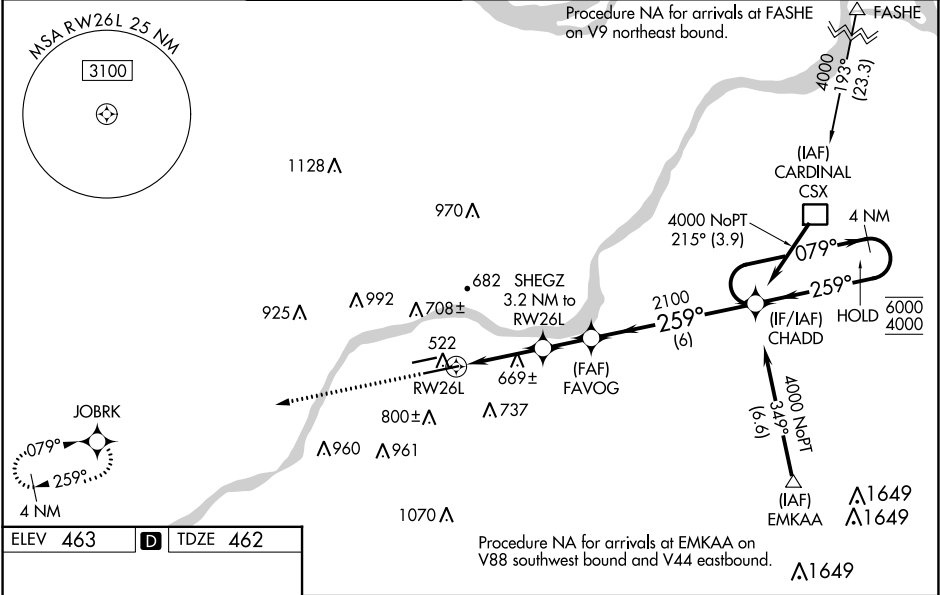 MSA RW26L 25 NM
3100
Procedure NA for arrivals at FASHE
on V9 northeast bound.
FASHE
4000
193°
(23.3)
(IAF)
CARDINAL
CSX
1128
970
4000 NoPT
215° (3.9)
4 NM
079°
259°
HOLD
6000
4000
682
SHEGZ
3.2 NM to
RW26L
2100
259°
(6)
(IF/IAF)
CHADD
925
992
708±
522
RW26L
669±
(FAF)
FAVOG
JOBRK
079°
259°
4 NM
800±
737
960
961
4000 NoPT
349°
(6.6)
1070
(IAF)
EMKAA
1649
1649
1649
ELEV 463
D
TDZE 462
Procedure NA for arrivals at EMKAA on
V88 southwest bound and V44 eastbound.